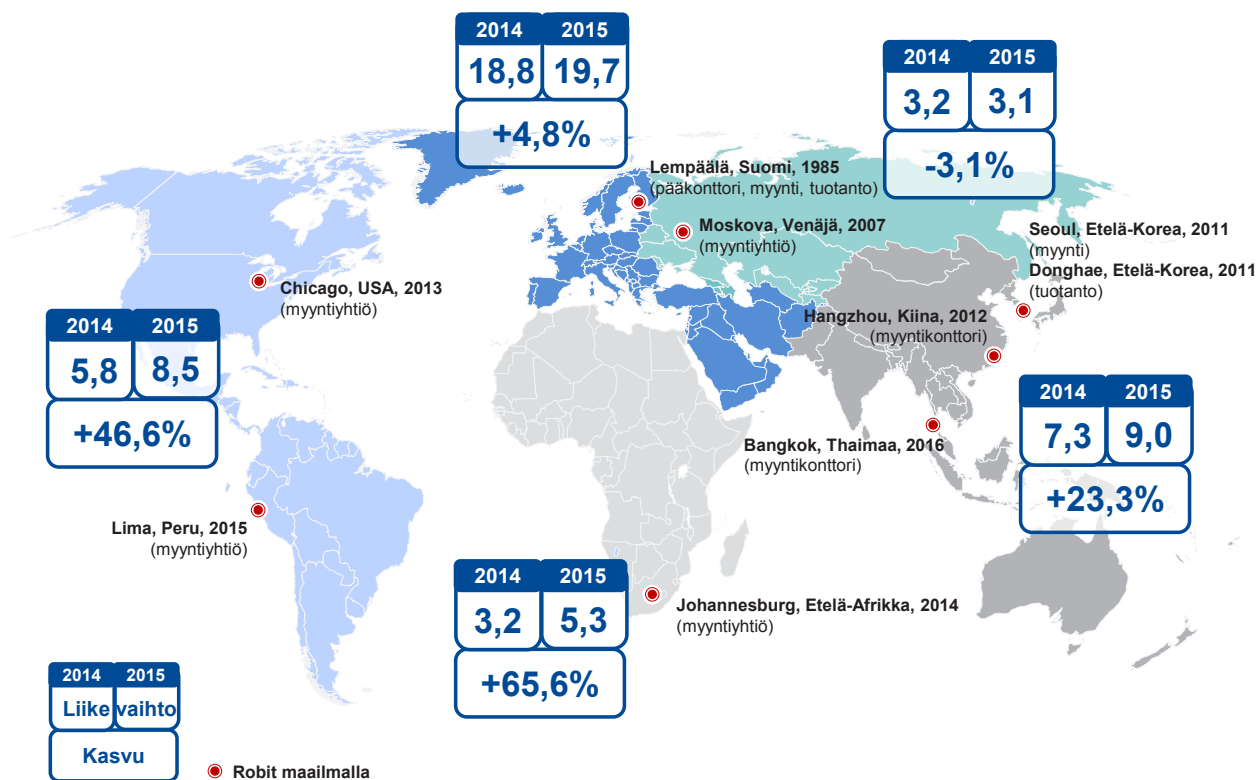 2014 2015
18,8 19,7
+4,8%
2014 2015
3,2 3,1
-3,1%
Lempäälä, Suomi, 1985
(pääkonttori, myynti, tuotanto)
Moskova, Venäjä, 2007
(myyntiyhtiö)
Seoul, Etelä-Korea, 2011
(myynti)
Donghae, Etelä-Korea, 2011
(tuotanto)
Chicago, USA, 2013
(myyntiyhtiö)
Hangzhou, Kiina, 2012
(myyntikonttori)
2014 2015
5,8 8,5
+46,6%
2014 2015
7,3 9,0
+23,3%
Bangkok, Thaimaa, 2016
(myyntikonttori)
Lima, Peru, 2015
(myyntiyhtiö)
2014 2015
3,2 5,3
+65,6%
Johannesburg, Etelä-Afrikka, 2014
(myyntiyhtiö)
2014 2015
Liike vaihto
Kasvu
Robit maailmalla